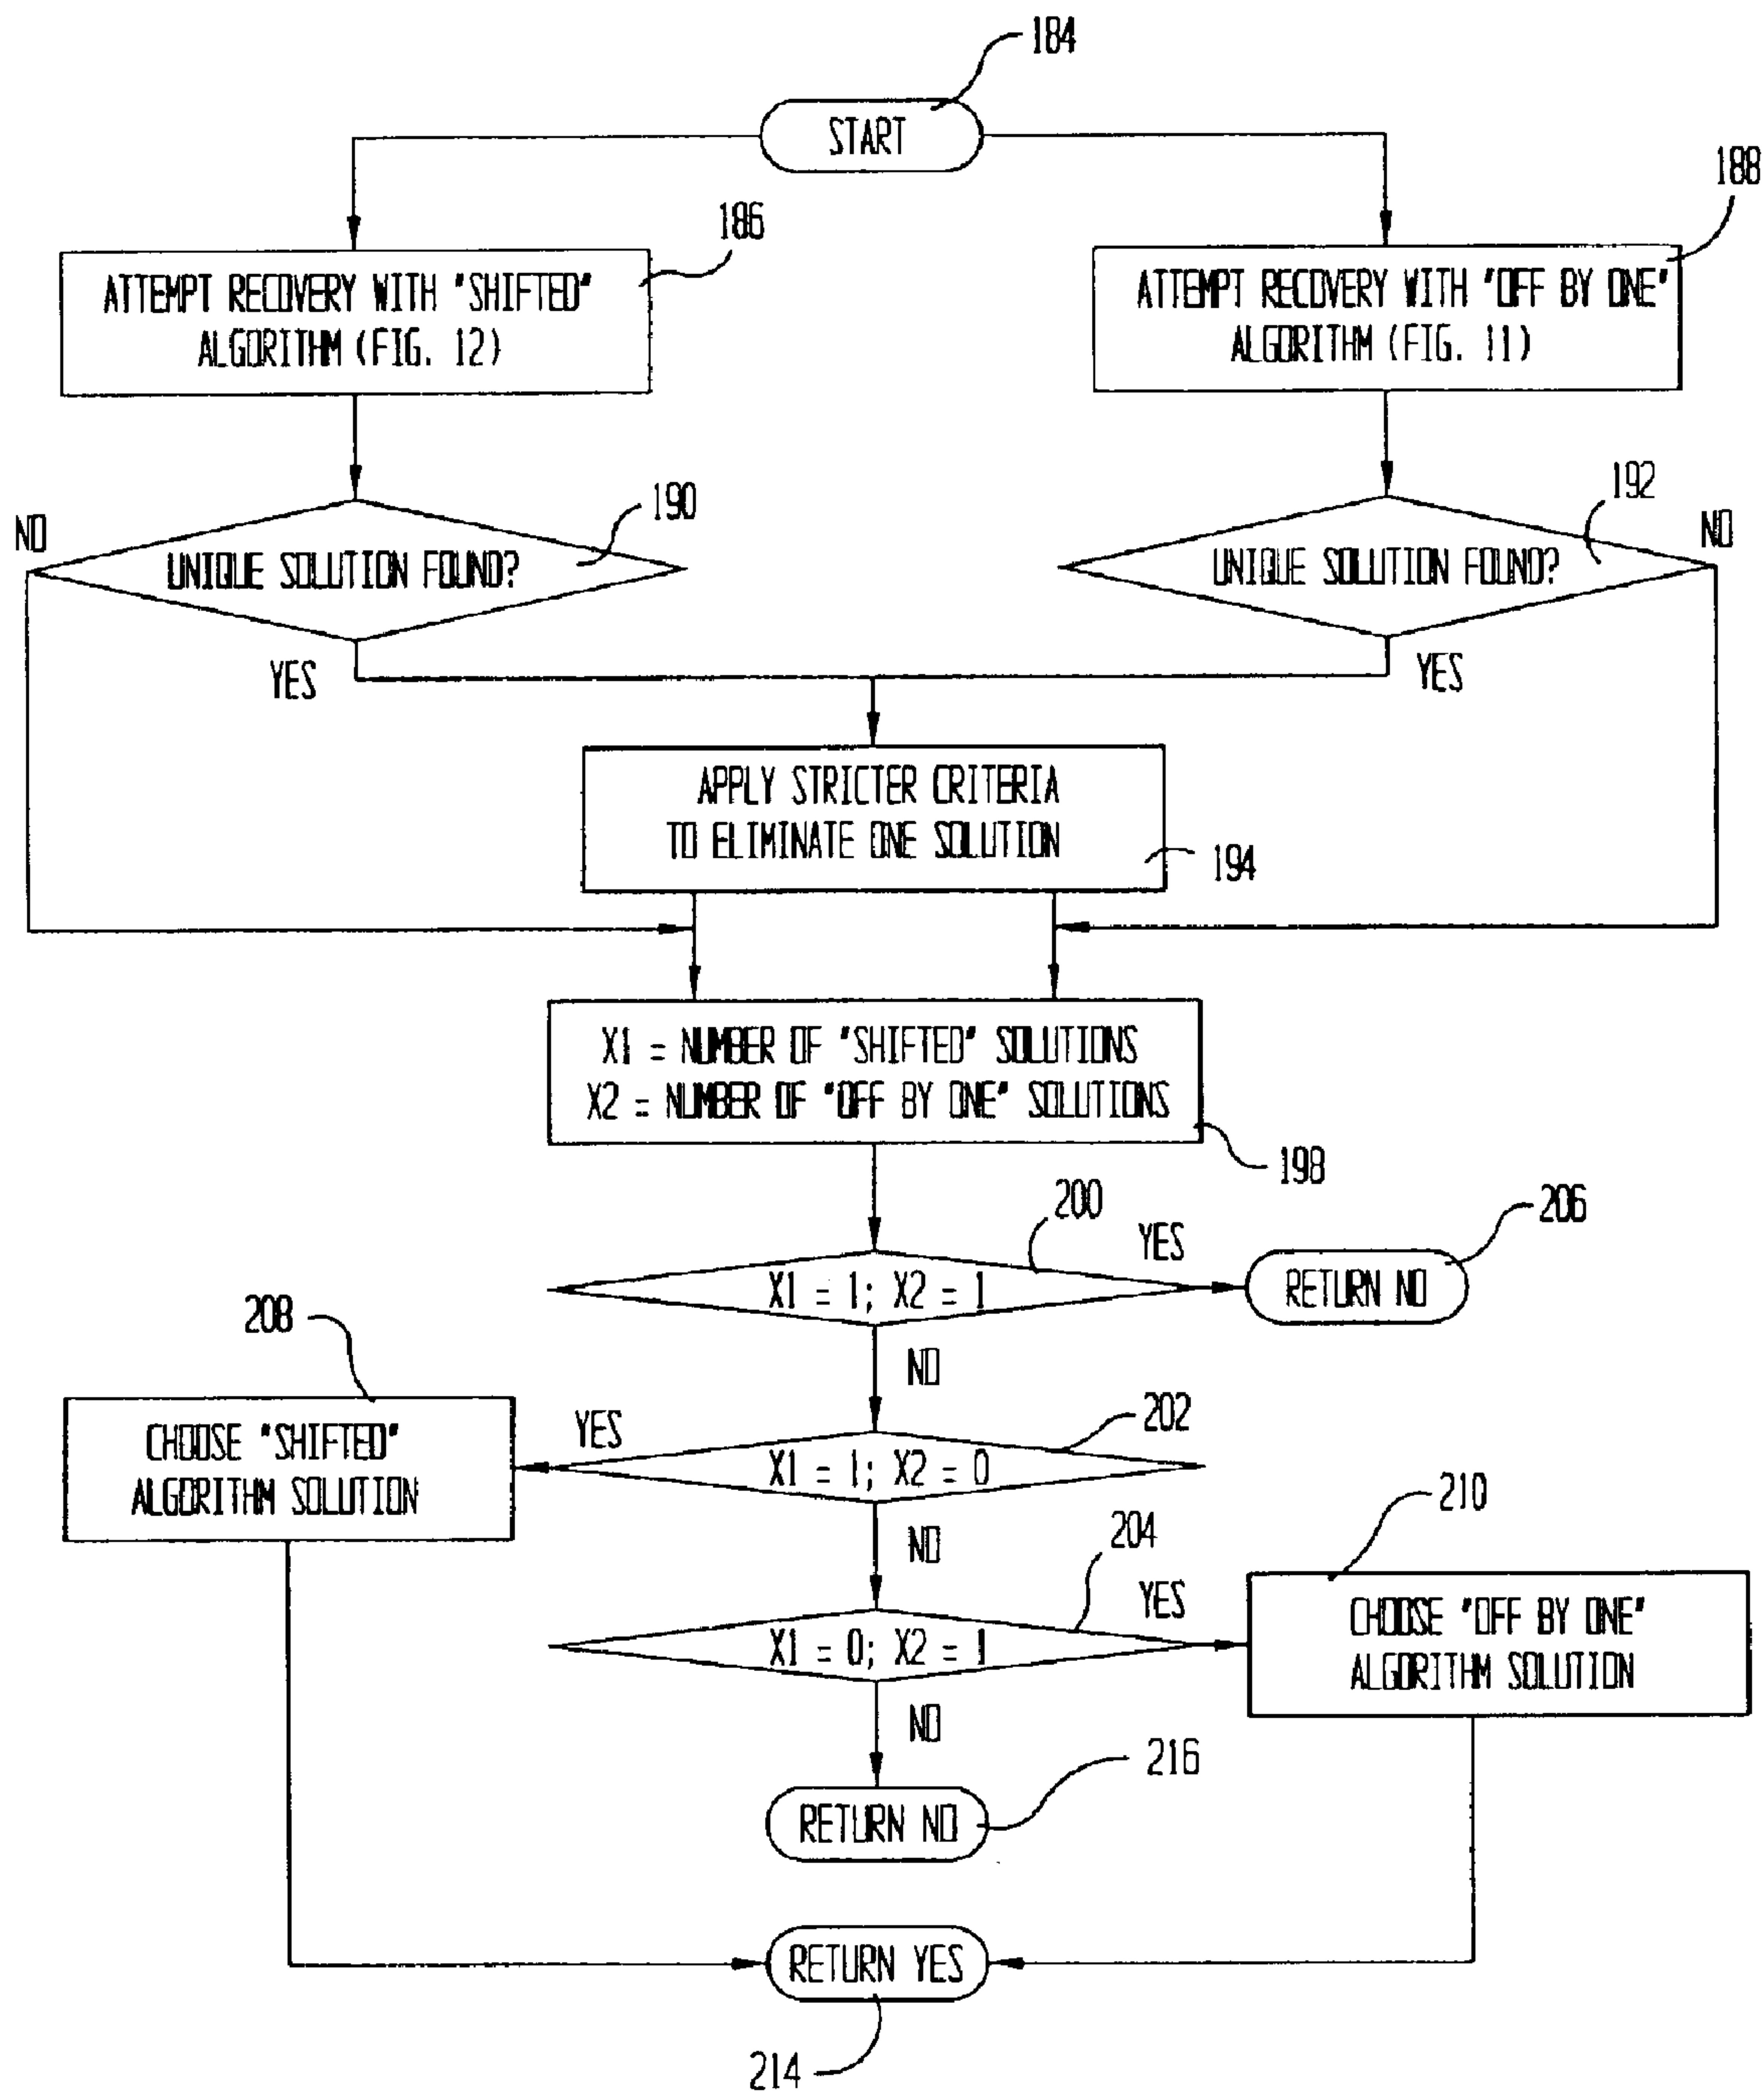 184
START
188
186
ATTEMPT RECOVERY WITH "SHIFTED"
ALGORITHM (FIG. 12)
ATTEMPT RECOVERY WITH "OFF BY ONE"
ALGORITHM (FIG. 11)
190
192
NO
NO
UNIQUE SOLUTION FOUND?
UNIQUE SOLUTION FOUND?
YES
YES
APPLY STRICTER CRITERIA
TO ELIMINATE ONE SOLUTION
194
X1 = NUMBER OF "SHIFTED" SOLUTIONS
X2 = NUMBER OF "OFF BY ONE" SOLUTIONS
198
200
YES
206
X1 = 1; X2 = 1
RETURN NO
208
NO
CHOOSE "SHIFTED"
ALGORITHM SOLUTION
YES
202
X1 = 1; X2 = 0
210
NO
204
YES
X1 = 0; X2 = 1
CHOOSE "OFF BY ONE"
ALGORITHM SOLUTION
NO
216
RETURN NO
RETURN YES
214